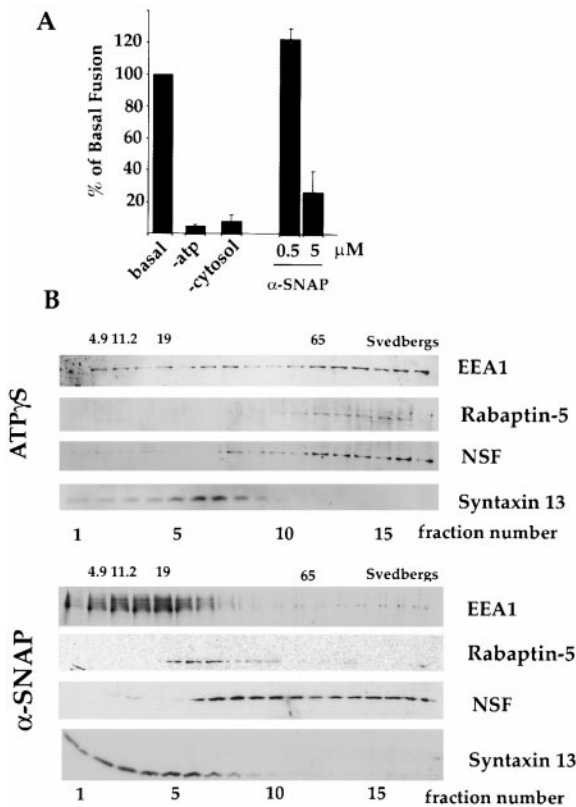 A
120
100
80
60
40
20
% of Basal Fusion
basal
-atp
-cytosol
0.5 5 μM
α-SNAP
B
4.9 11.2 19 65 Svedbergs
ATPγS
EEA1
Rabaptin-5
NSF
Syntaxin 13
1 5 10 15 fraction number
4.9 11.2 19 65 Svedbergs
α-SNAP
EEA1
Rabaptin-5
NSF
Syntaxin 13
1 5 10 15 fraction number